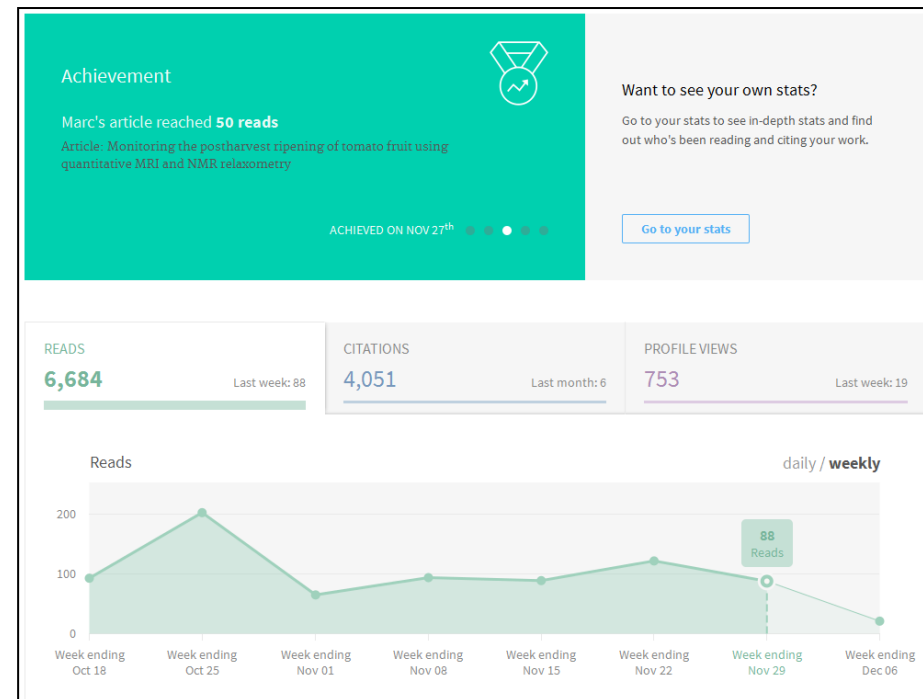 Achievement
Marc's article reached 50 reads
Article: Monitoring the postharvest ripening of tomato fruit using
quantitative MRI and NMR relaxometry
ACHIEVED ON NOV 27th
Want to see your own stats?
Go to your stats to see in-depth stats and find
out who's been reading and citing your work.
Go to your stats
READS
6,684
Last week: 88
CITATIONS
4,051
Last month: 6
PROFILE VIEWS
753
Last week: 19
Reads
daily / weekly
200
100
0
88
Reads
Week ending
Oct 18
Week ending
Oct 25
Week ending
Nov 01
Week ending
Nov 08
Week ending
Nov 15
Week ending
Nov 22
Week ending
Nov 29
Week ending
Dec 06